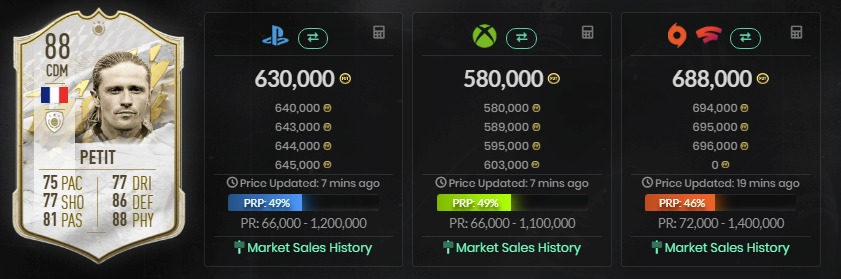 88
CDM
PETIT
75 PAC 77 DRI
77 SHO 86 DEF
81 PAS 88 PHY
630,000
640,000
643,000
644,000
645,000
Price Updated: 7 mins ago
PRP: 49%
PR: 66,000 - 1,200,000
Market Sales History
580,000
580,000
589,000
595,000
603,000
Price Updated: 7 mins ago
PRP: 49%
PR: 66,000 - 1,100,000
Market Sales History
688,000
694,000
695,000
696,000
0
Price Updated: 19 mins ago
PRP: 46%
PR: 72,000 - 1,400,000
Market Sales History